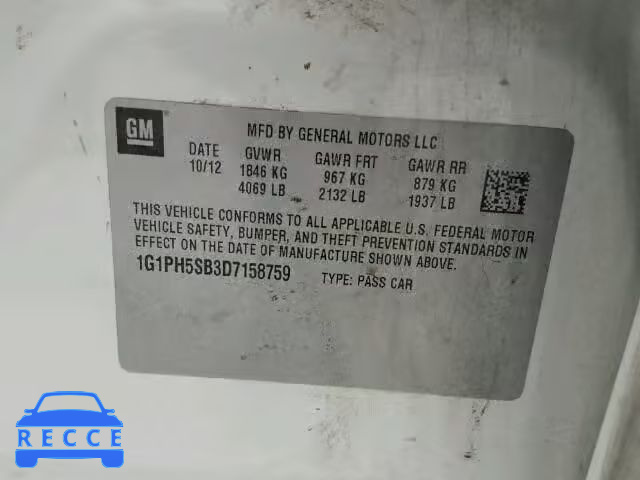 GM
MFD BY GENERAL MOTORS LLC
DATE GVWR GAWR FRT GAWR RR
10/12 1846 KG 967 KG 879 KG
4069 LB 2132 LB 1937 LB
THIS VEHICLE CONFORMS TO ALL APPLICABLE U.S. FEDERAL MOTOR
VEHICLE SAFETY, BUMPER, AND THEFT PREVENTION STANDARDS IN
EFFECT ON THE DATE OF MANUFACTURE SHOWN ABOVE.
1G1PH5SB3D7158759 TYPE: PASS CAR
RECCE